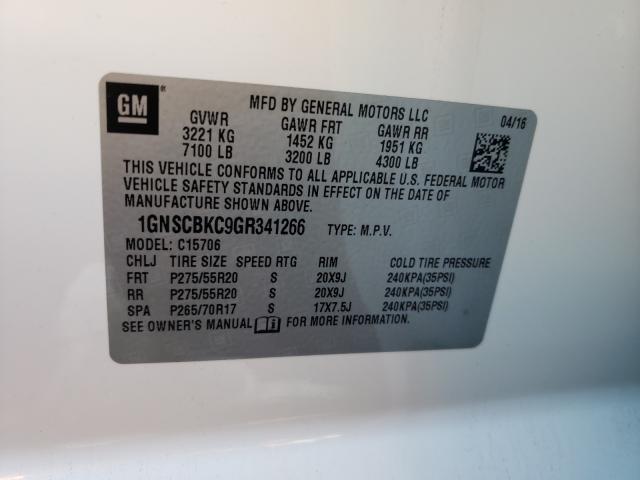 GM
MFD BY GENERAL MOTORS LLC 04/16
GVWR GAWR FRT GAWR RR
3221 KG 1452 KG 1951 KG
7100 LB 3200 LB 4300 LB
THIS VEHICLE CONFORMS TO ALL APPLICABLE U.S. FEDERAL MOTOR
VEHICLE SAFETY STANDARDS IN EFFECT ON THE DATE OF
MANUFACTURE SHOWN ABOVE.
1GNSCBKC9GR341266 TYPE: M.P.V.
MODEL: C15706
CHLJ TIRE SIZE SPEED RTG RIM COLD TIRE PRESSURE
FRT P275/55R20 S 20X9J 240KPA(35PSI)
RR P275/55R20 S 20X9J 240KPA(35PSI)
SPA P265/70R17 S 17X7.5J 240KPA(35PSI)
SEE OWNER'S MANUAL FOR MORE INFORMATION.